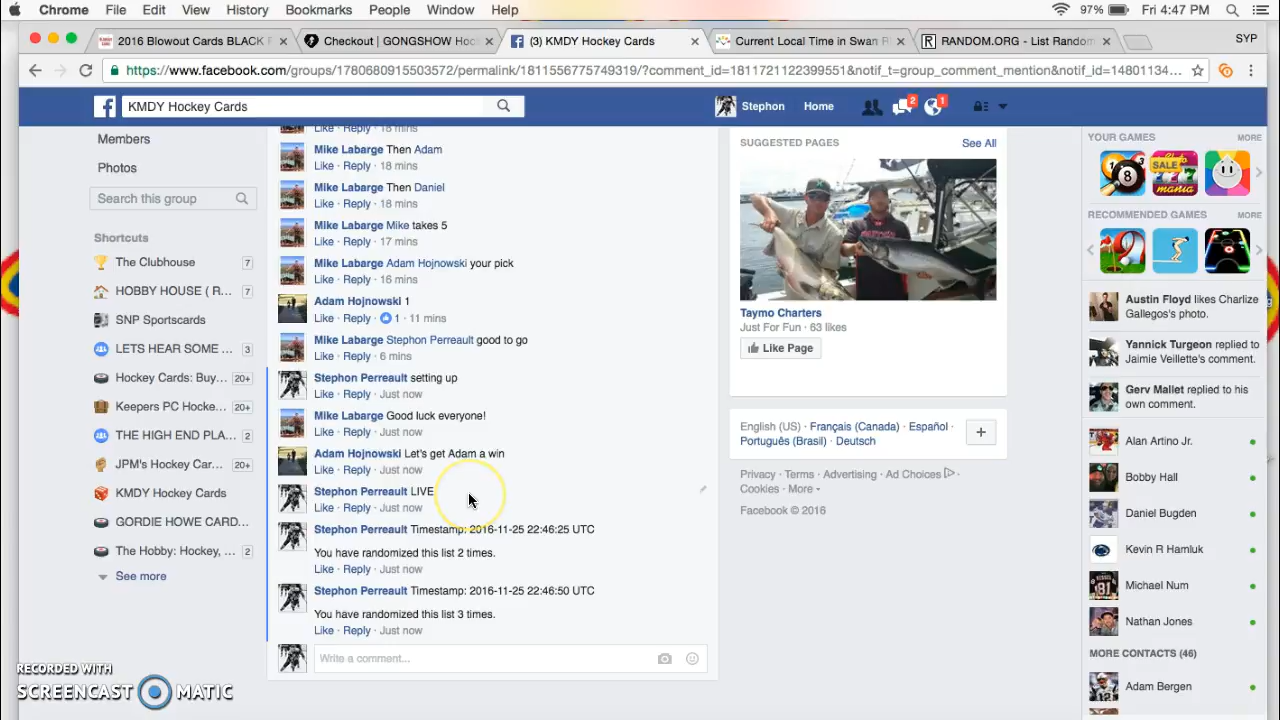 Chrome File Edit View History Bookmarks People Window Help 97% Fri 4:47 PM
2016 Blowout Cards BLACK F Checkout | GONGSHOW Hoc (3) KMDY Hockey Cards Current Local Time in Swan R RANDOM.ORG - List Random SYP
https://www.facebook.com/groups/1780680915503572/permalink/1811556775749319/?comment_id=1811721122399551&notif_t=group_comment_mention&notif_id=14801134...
KMDY Hockey Cards Stephon Home 2 1
Members
Photos
Search this group
Shortcuts
The Clubhouse 7
HOBBY HOUSE ( R... 7
SNP Sportscards
LETS HEAR SOME ... 3
Hockey Cards: Buy... 20+
Keepers PC Hocke... 20+
THE HIGH END PLA... 2
JPM's Hockey Car... 20+
KMDY Hockey Cards
GORDIE HOWE CARD...
The Hobby: Hockey, ... 2
See more
Like · Reply · 18 mins
Mike Labarge Then Adam
Like · Reply · 18 mins
Mike Labarge Then Daniel
Like · Reply · 18 mins
Mike Labarge Mike takes 5
Like · Reply · 17 mins
Mike Labarge Adam Hojnowski your pick
Like · Reply · 16 mins
Adam Hojnowski 1
Like · Reply · 1 · 11 mins
Mike Labarge Stephon Perreault good to go
Like · Reply · 6 mins
Stephon Perreault setting up
Like · Reply · Just now
Mike Labarge Good luck everyone!
Like · Reply · Just now
Adam Hojnowski Let's get Adam a win
Like · Reply · Just now
Stephon Perreault LIVE
Like · Reply · Just now
Stephon Perreault Timestamp: 2016-11-25 22:46:25 UTC
You have randomized this list 2 times.
Like · Reply · Just now
Stephon Perreault Timestamp: 2016-11-25 22:46:50 UTC
You have randomized this list 3 times.
Like · Reply · Just now
Write a comment...
SUGGESTED PAGES See All
Taymo Charters
Just For Fun · 63 likes
Like Page
English (US) · Français (Canada) · Español ·
Português (Brasil) · Deutsch
Privacy · Terms · Advertising · Ad Choices ·
Cookies · More
Facebook © 2016
YOUR GAMES MORE
8 SALE mania
RECOMMENDED GAMES MORE
Austin Floyd likes Charlize
Gallegos's photo.
Yannick Turgeon replied to
Jaimie Veillette's comment.
Gerv Mallet replied to his
own comment.
Alan Artino Jr.
Bobby Hall
Daniel Bugden
Kevin R Hamluk
Michael Num
Nathan Jones
MORE CONTACTS (46)
Adam Bergen
RECORDED WITH
SCREENCAST MATIC